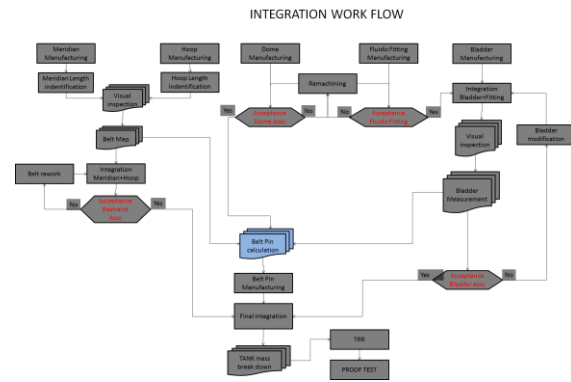 INTEGRATION WORK FLOW
Meridian
Manufacturing
Hoop
Manufacturing
Dome
Manufacturing
Fluidic Fitting
Manufacturing
Bladder
Manufacturing
Meridian Length
indentification
Visual
inspection
Hoop Length
indentification
Remachining
Integration
Bladder+Fitting
Yes
Acceptance
Dome Assy
No
No
Acceptance
Fluidic Fitting
Yes
Belt Map
Visual
inspection
Bladder
modification
Belt rework
Integration
Meridian+Hoop
Bladder
Measurement
No
Acceptance
Restraint
Assy
Yes
Belt Pin
calculation
Belt Pin
Manufacturing
Yes
Acceptance
Bladder assy
No
Final Integration
TANK mass
break down
TRR
PROOF TEST